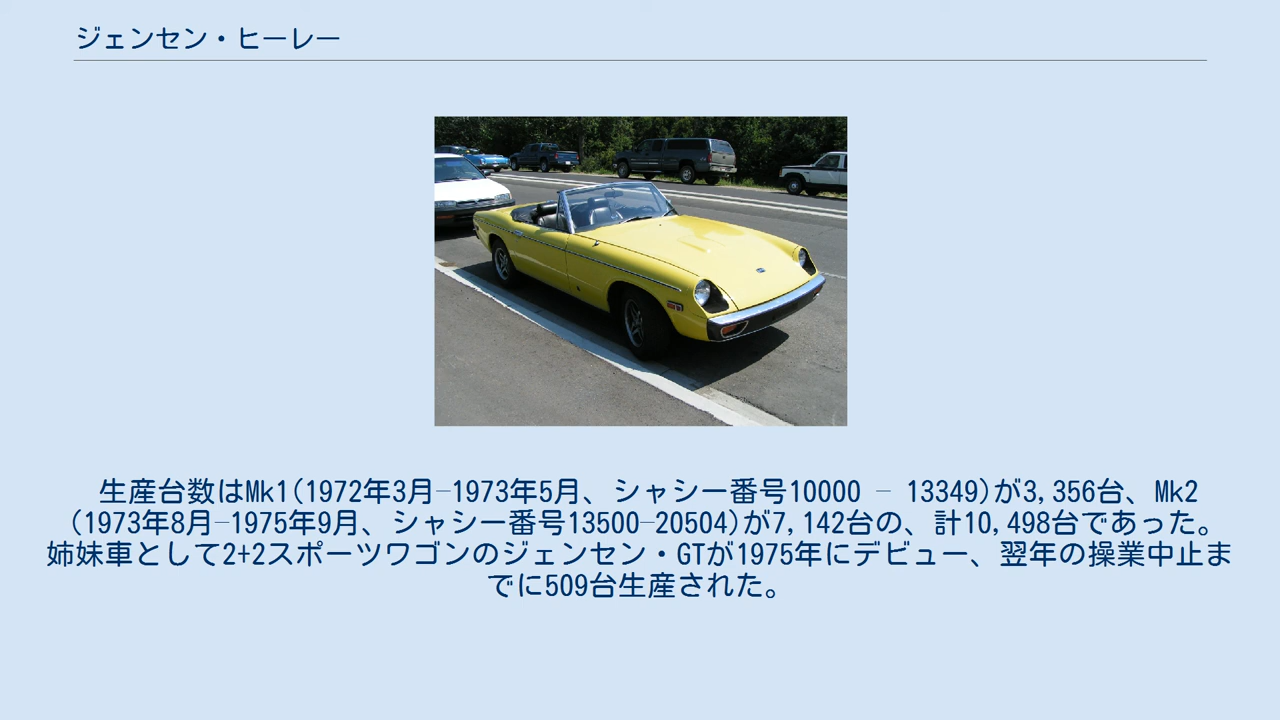 ジェンセン・ヒーレー
生産台数はMk1(1972年3月-1973年5月、シャシー番号10000 - 13349)が3,356台、Mk2
(1973年8月-1975年9月、シャシー番号13500-20504)が7,142台の、計10,498台であった。
姉妹車として2+2スポーツワゴンのジェンセン・GTが1975年にデビュー、翌年の操業中止ま
でに509台生産された。